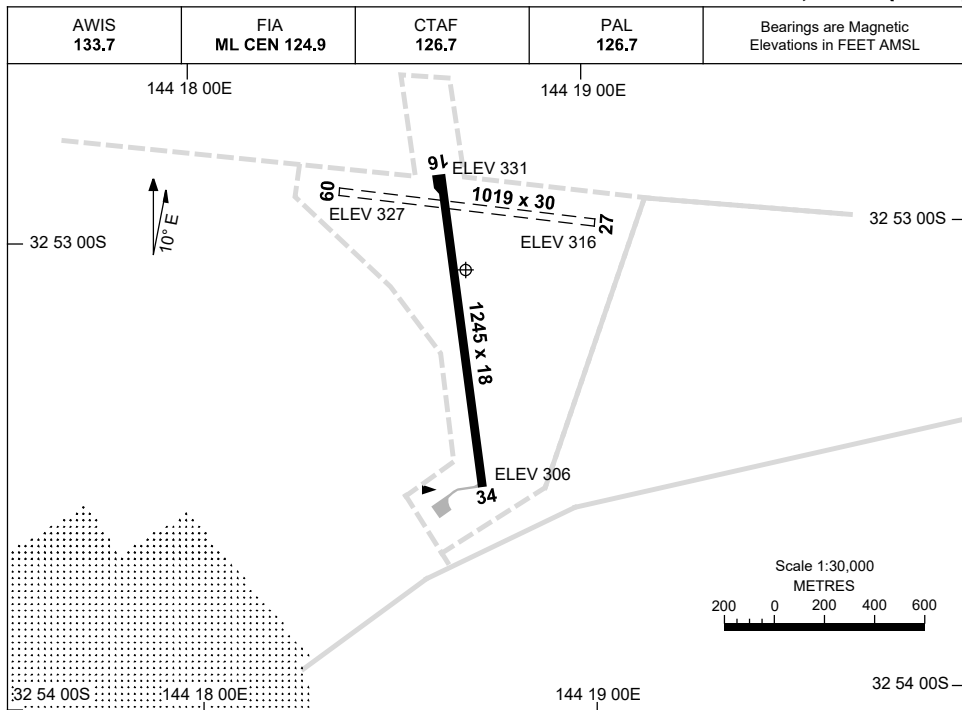 AWIS
133.7
FIA
ML CEN 124.9
CTAF
126.7
PAL
126.7
Bearings are Magnetic
Elevations in FEET AMSL
144 18 00E
144 19 00E
16
ELEV 331
09
ELEV 327
1019 x 30
27
ELEV 316
32 53 00S
32 53 00S
10° E
1245 x 18
ELEV 306
34
Scale 1:30,000
METRES
200 0 200 400 600
32 54 00S
144 18 00E
144 19 00E
32 54 00S